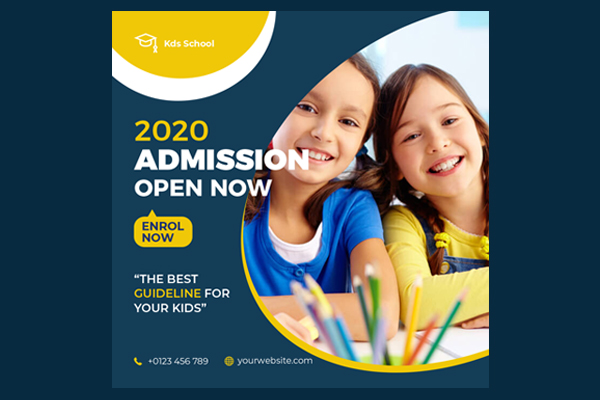 Kds School
2020
ADMISSION
OPEN NOW
ENROL
NOW
“THE BEST
GUIDELINE FOR
YOUR KIDS”
+0123 456 789
yourwebsite.com